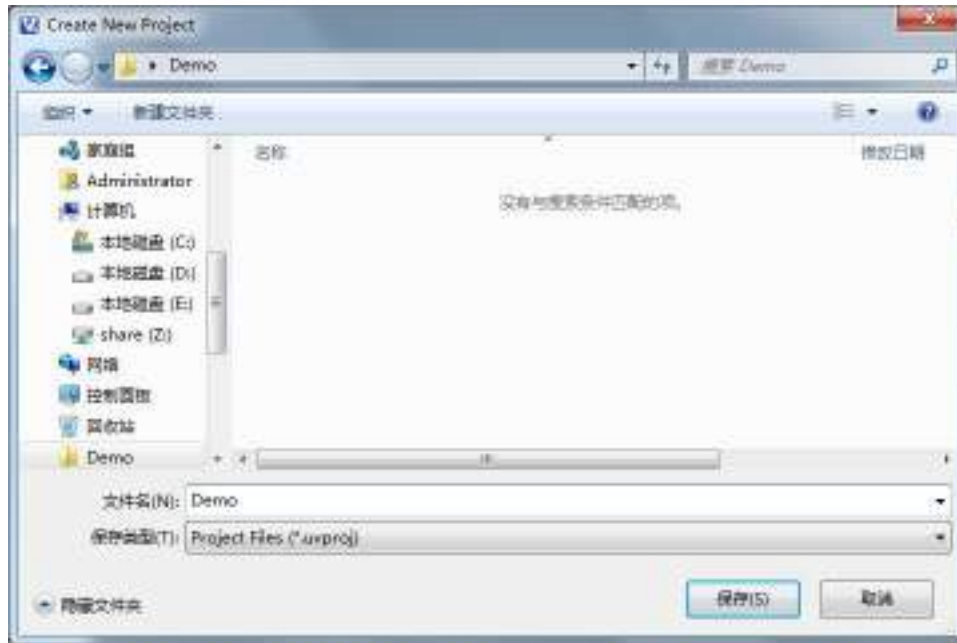 Create New Project
Demo
搜索 Demo
组织 新建文件夹
名称 修改日期
家庭组
Administrator
没有与搜索条件匹配的项。
计算机
本地磁盘 (C:)
本地磁盘 (D:)
本地磁盘 (E:)
share (Z:)
网络
控制面板
回收站
Demo
文件名(N): Demo
保存类型(T): Project Files (*.uvproj)
隐藏文件夹 保存(S) 取消